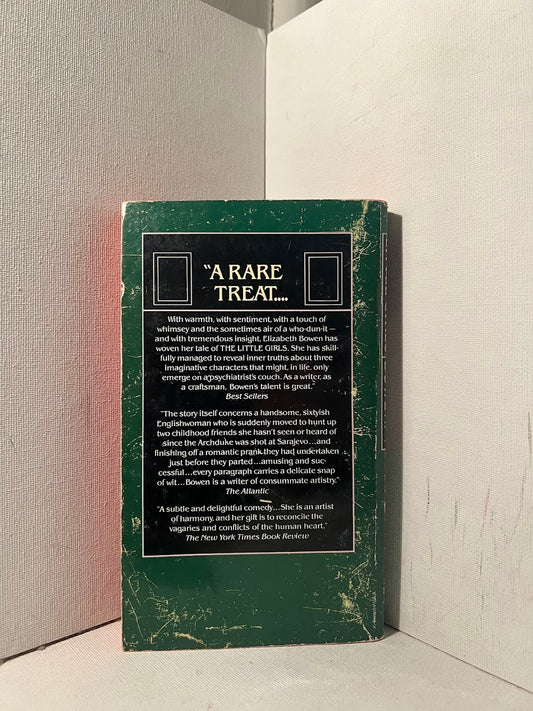 "A RARE
TREAT....
With warmth, with sentiment, with a touch of
whimsey and the sometimes air of a who-dun-it —
and with tremendous insight, Elizabeth Bowen has
woven her tale of THE LITTLE GIRLS. She has skill-
fully managed to reveal inner truths about three
imaginative characters that might, in life, only
emerge on a psychiatrist's couch. As a writer, as
a craftsman, Bowen's talent is great."
Best Sellers
"The story itself concerns a handsome, sixtyish
Englishwoman who is suddenly moved to hunt up
two childhood friends she hasn't seen or heard of
since the Archduke was shot at Sarajevo...and
finishing off a romantic prank they had undertaken
just before they parted...amusing and suc-
cessful...every paragraph carries a delicate snap
of wit...Bowen is a writer of consummate artistry."
The Atlantic
"A subtle and delightful comedy...She is an artist
of harmony, and her gift is to reconcile the
vagaries and conflicts of the human heart."
The New York Times Book Review